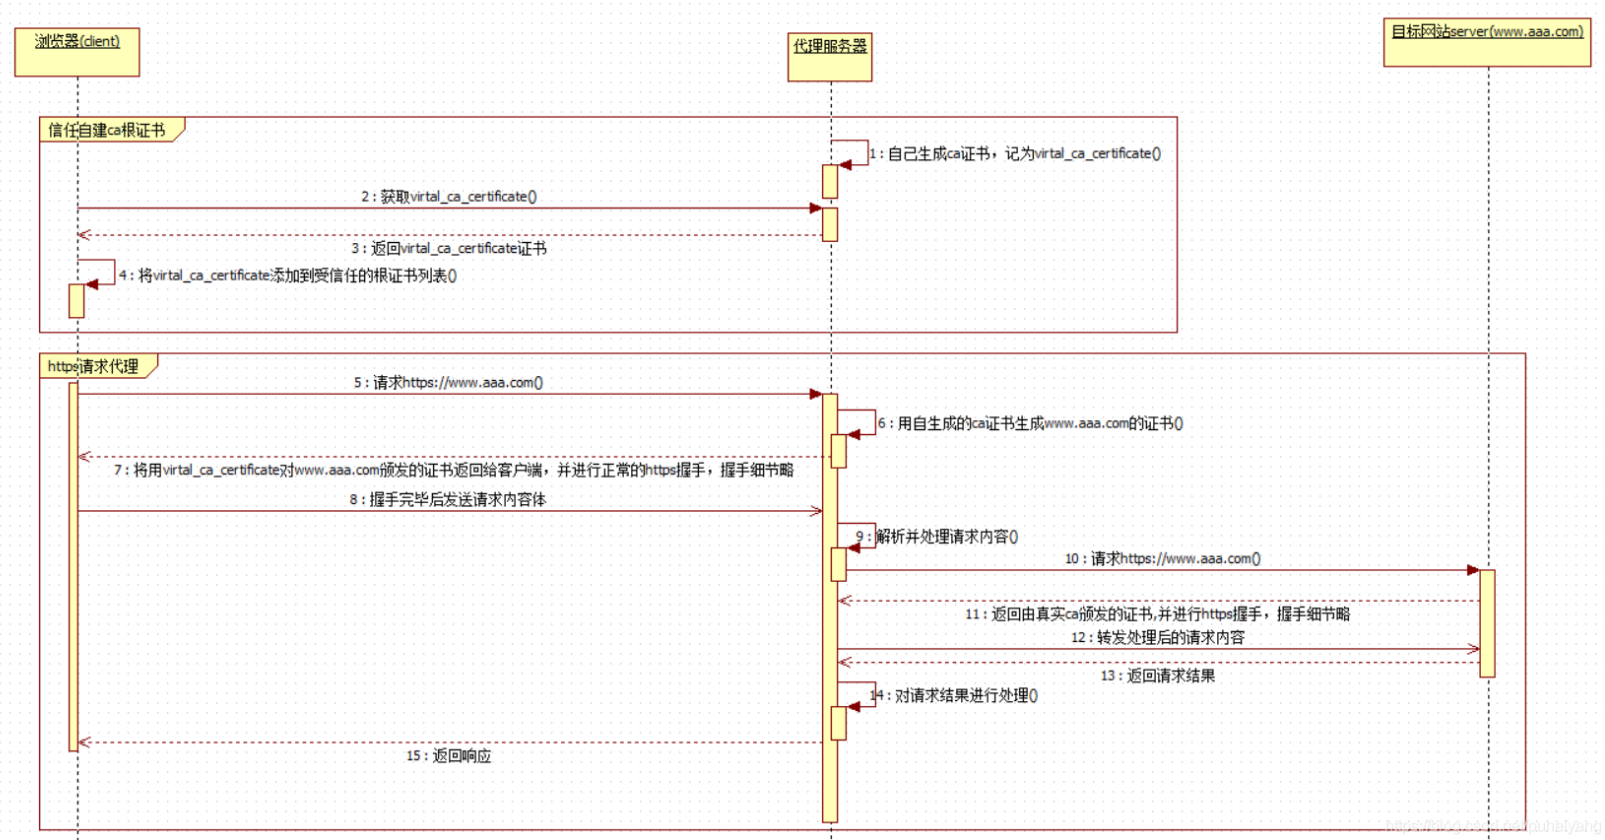 浏览器(client)
代理服务器
目标网站server(www.aaa.com)
信任自建ca根证书
1 : 自己生成ca证书，记为virtal_ca_certificate()
2 : 获取virtal_ca_certificate()
3 : 返回virtal_ca_certificate证书
4 : 将virtal_ca_certificate添加到受信任的根证书列表()
https请求代理
5 : 请求https://www.aaa.com()
6 : 用自生成的ca证书生成www.aaa.com的证书()
7 : 将用virtal_ca_certificate对www.aaa.com颁发的证书返回给客户端，并进行正常的https握手，握手细节略
8 : 握手完毕后发送请求内容体
9 : 解析并处理请求内容()
10 : 请求https://www.aaa.com()
11 : 返回由真实ca颁发的证书,并进行https握手，握手细节略
12 : 转发处理后的请求内容
13 : 返回请求结果
14 : 对请求结果进行处理()
15 : 返回响应